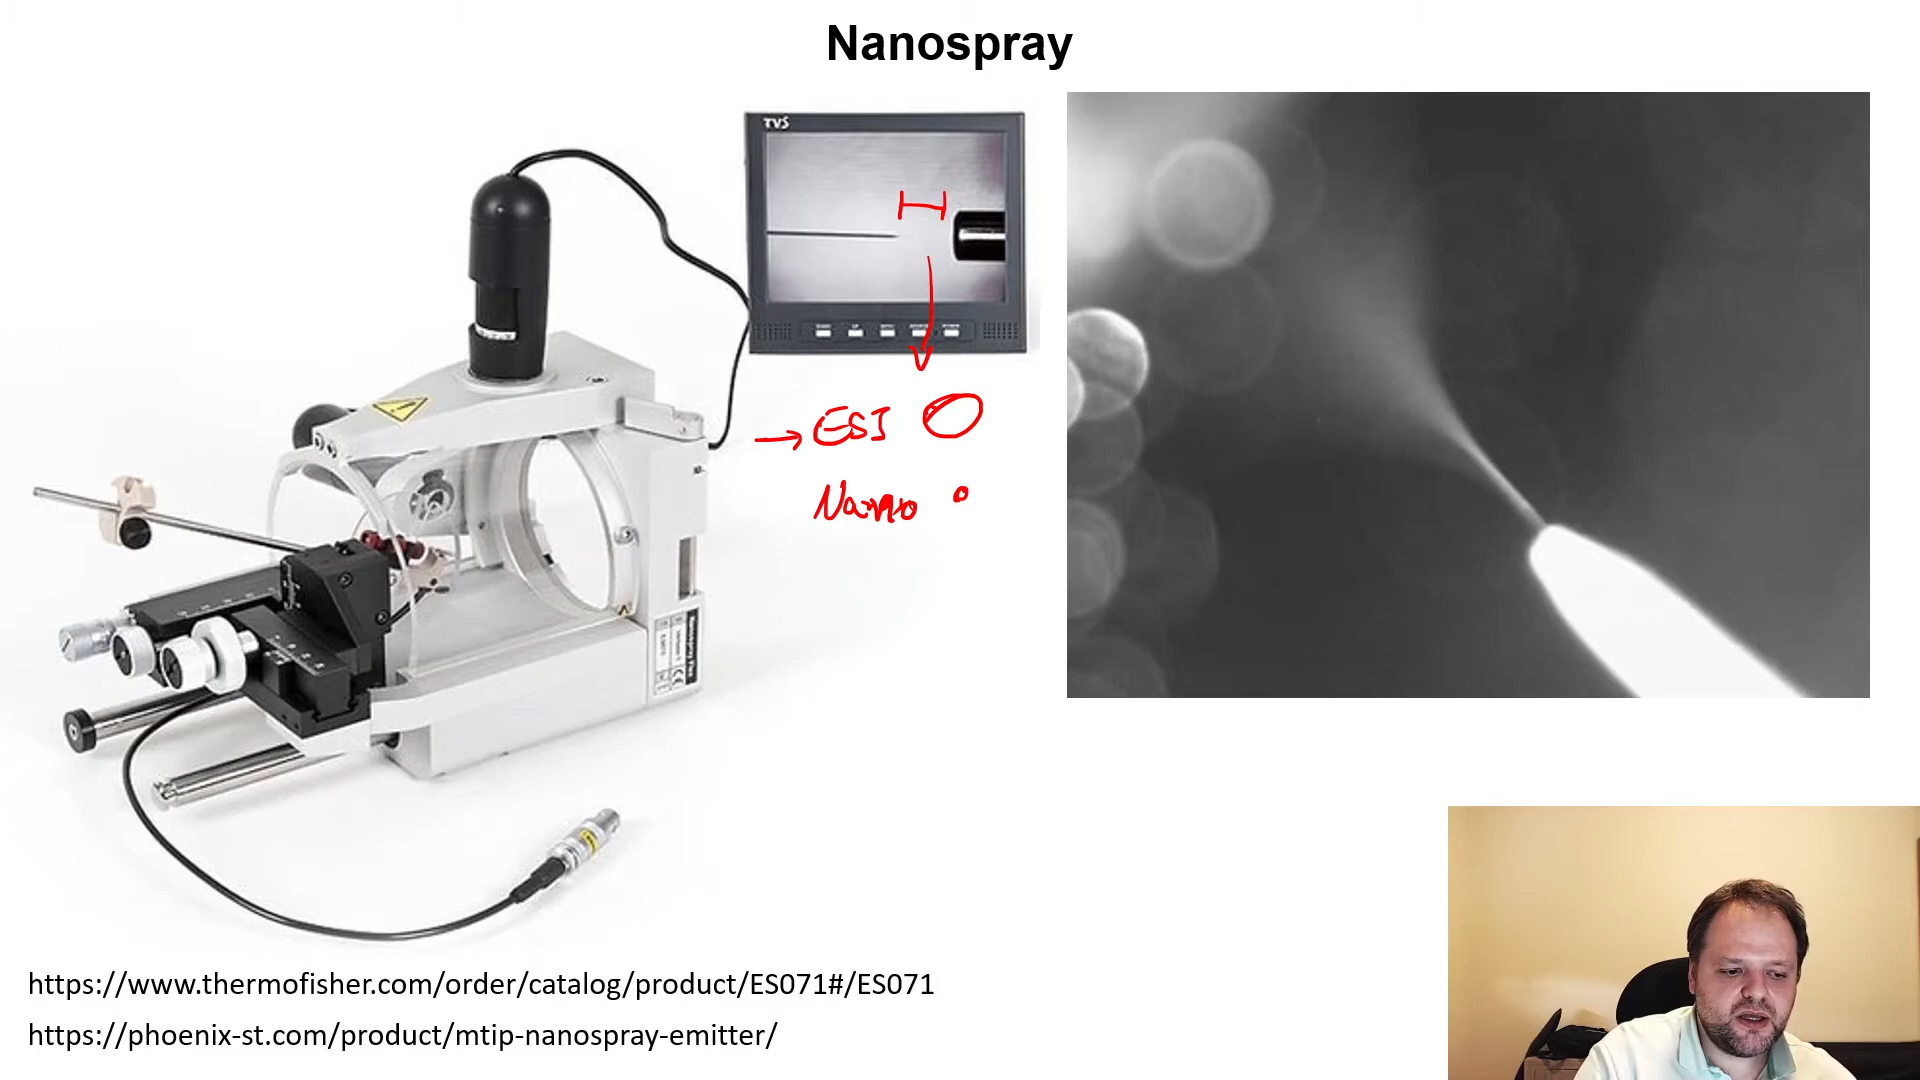 Nanospray
TVS
ESI
Nano
https://www.thermofisher.com/order/catalog/product/ES071#/ES071
https://phoenix-st.com/product/mtip-nanospray-emitter/